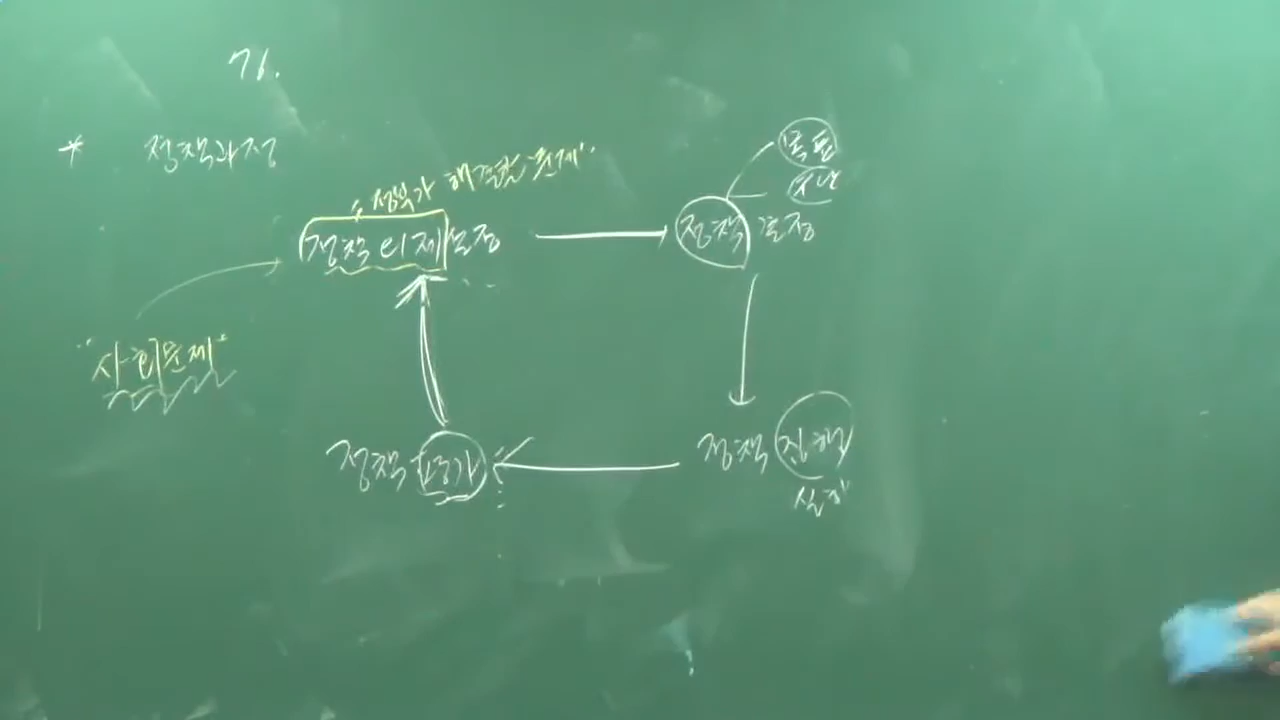 76.
* 정책과정
목표
수단
정부가 해결할 문제"
정책의제설정
정책 결정
"사회문제"
정책 평가
정책 집행
실행